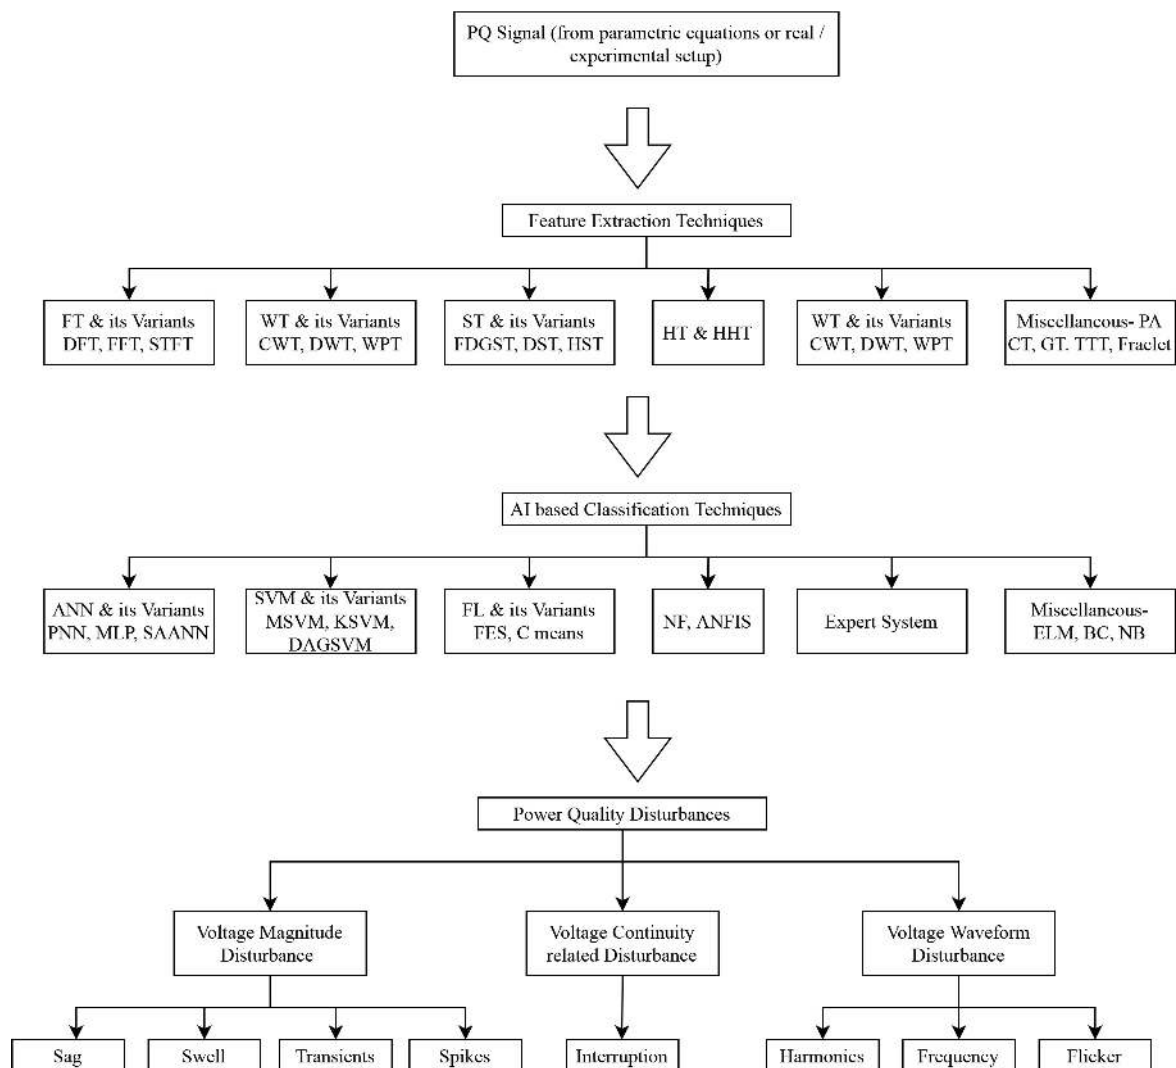 PQ Signal (from parametric equations or real /
experimental setup)
Feature Extraction Techniques
FT & its Variants
DFT, FFT, STFT
WT & its Variants
CWT, DWT, WPT
ST & its Variants
FDGST, DST, HST
HT & HHT
WT & its Variants
CWT, DWT, WPT
Miscellanous- PA
CT, GT. TTT, Fraclet
AI based Classification Techniques
ANN & its Variants
PNN, MLP, SAANN
SVM & its Variants
MSVM, KSVM,
DAGSVM
FL & its Variants
FES, C means
NF, ANFIS
Expert System
Miscellanous-
ELM, BC, NB
Power Quality Disturbances
Voltage Magnitude
Disturbance
Voltage Continuity
related Disturbance
Voltage Waveform
Disturbance
Sag
Swell
Transients
Spikes
Interruption
Harmonics
Frequency
Flicker